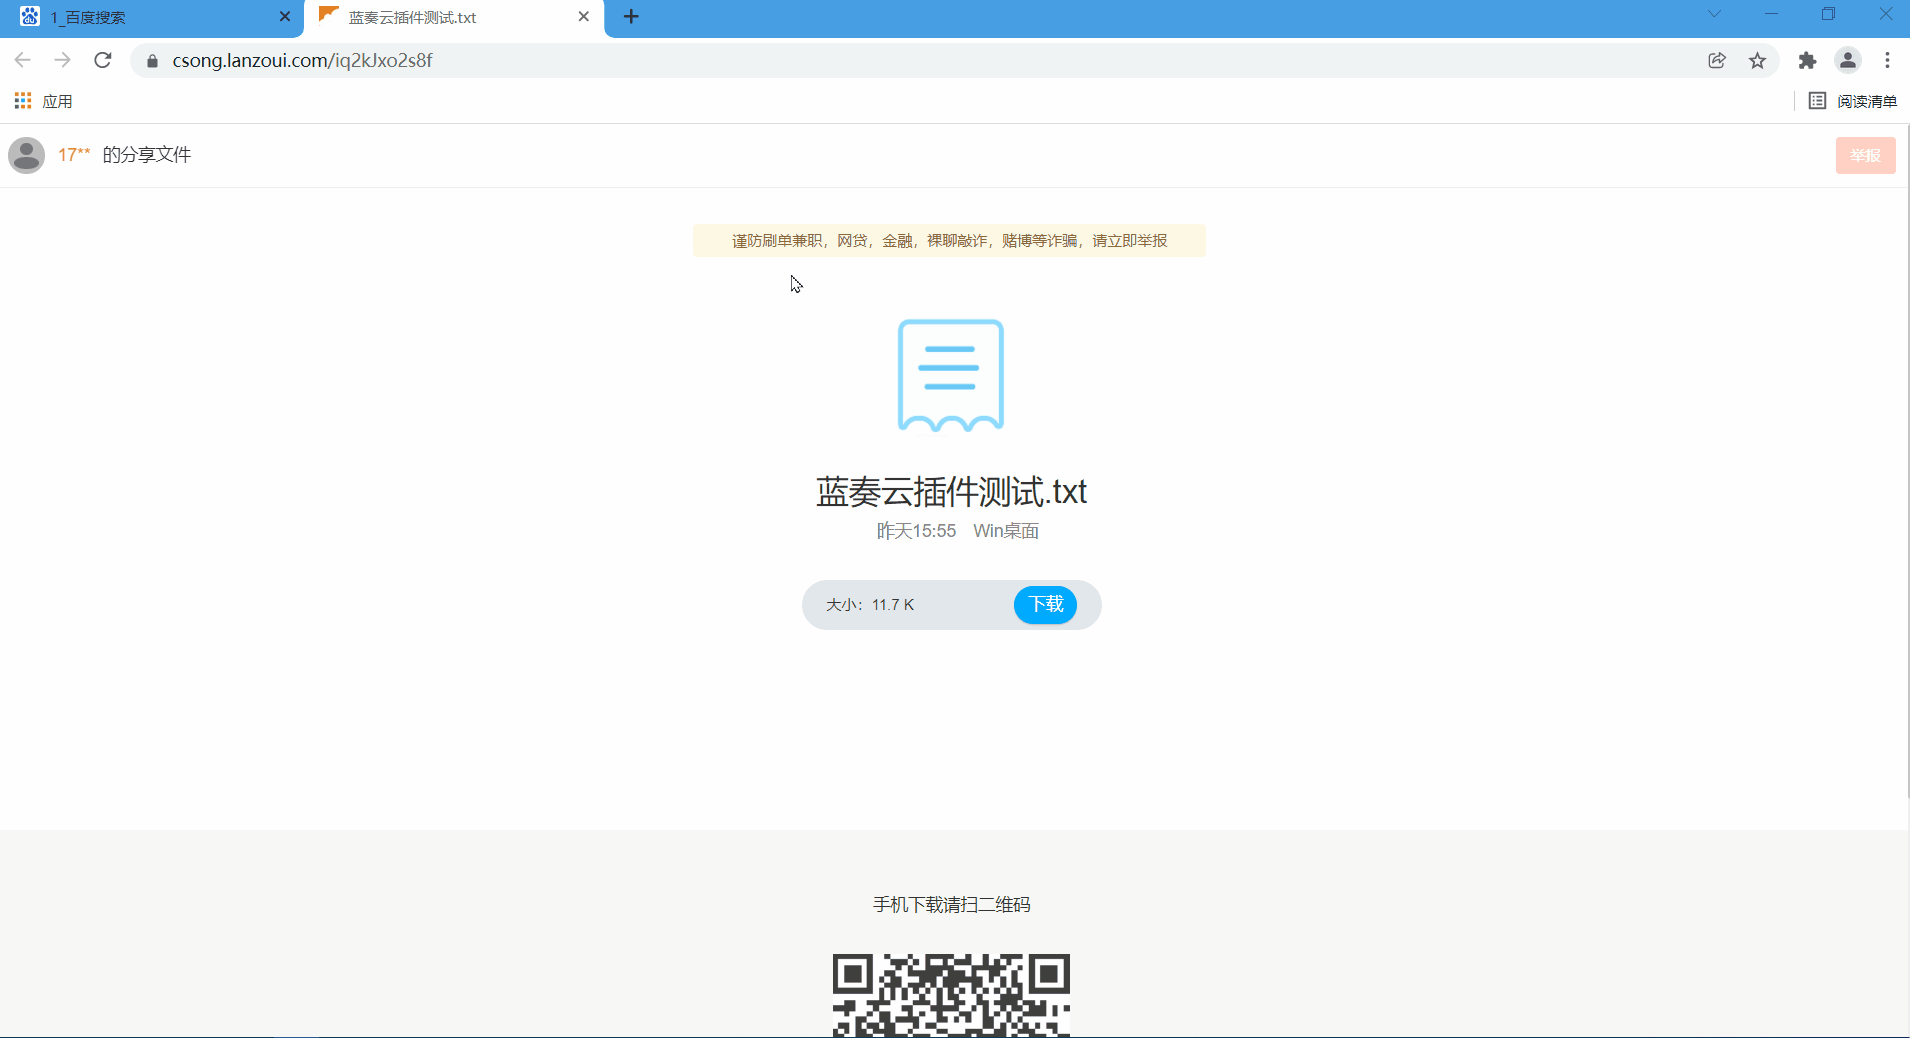 1_百度搜索
蓝奏云插件测试.txt
csong.lanzoui.com/iq2kJxo2s8f
应用
阅读清单
17** 的分享文件
举报
谨防刷单兼职，网贷，金融，裸聊敲诈，赌博等诈骗，请立即举报
蓝奏云插件测试.txt
昨天15:55 Win桌面
大小：11.7 K
下载
手机下载请扫二维码